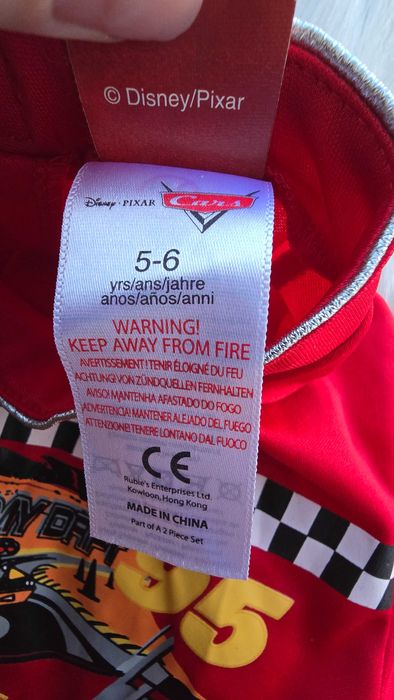 © Disney/Pixar
Disney · PIXAR Cars
5-6
yrs/ans/jahre
anos/años/anni
WARNING!
KEEP AWAY FROM FIRE
AVERTISSEMENT ! TENIR ÉLOIGNÉ DU FEU
ACHTUNG! VON ZÜNDQUELLEN FERNHALTEN
AVISO! MANTENHA AFASTADO DO FOGO
¡ADVERTENCIA! MANTENER ALEJADO DEL FUEGO
ATTENZIONE! TENERE LONTANO DAL FUOCO
CE
Rubie's Enterprises Ltd.
Kowloon, Hong Kong
MADE IN CHINA
Part of A 2 Piece Set
95